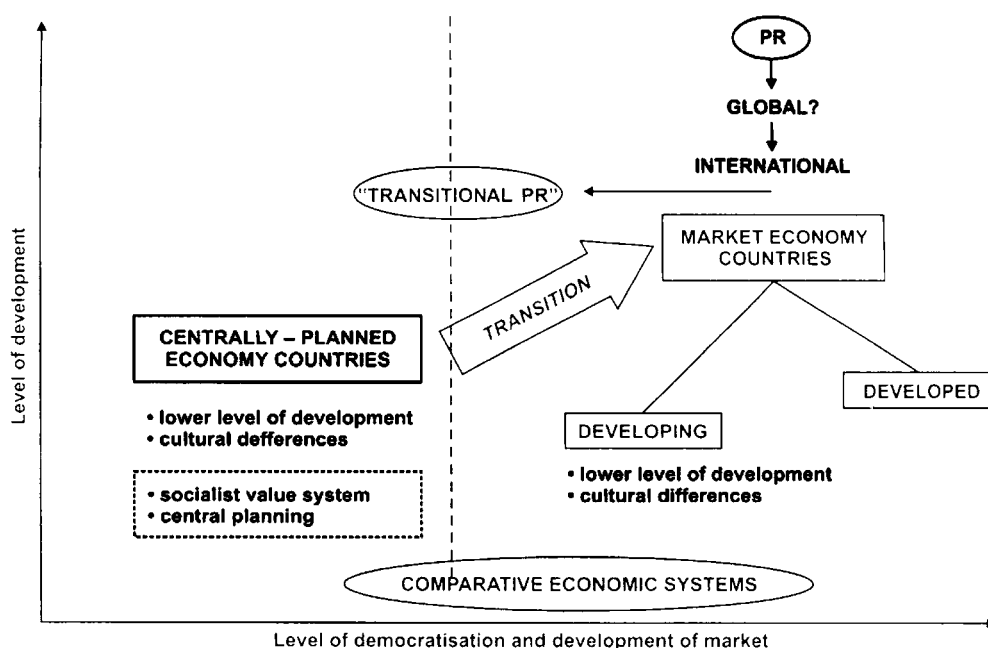 PR
GLOBAL?
INTERNATIONAL
"TRANSITIONAL PR"
MARKET ECONOMY
COUNTRIES
TRANSITION
CENTRALLY – PLANNED
ECONOMY COUNTRIES
• lower level of development
• cultural defferences
• socialist value system
• central planning
DEVELOPED
DEVELOPING
• lower level of development
• cultural differences
COMPARATIVE ECONOMIC SYSTEMS
Level of development
Level of democratisation and development of market